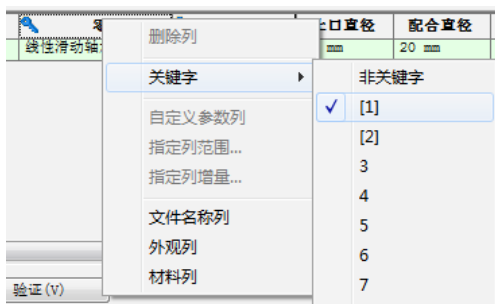 零 口直径 配合直径
线性滑动轴 mm 20 mm
删除列
关键字
自定义参数列
指定列范围...
指定列增量...
文件名称列
外观列
材料列
非关键字
[1]
[2]
3
4
5
6
7
验证(V)